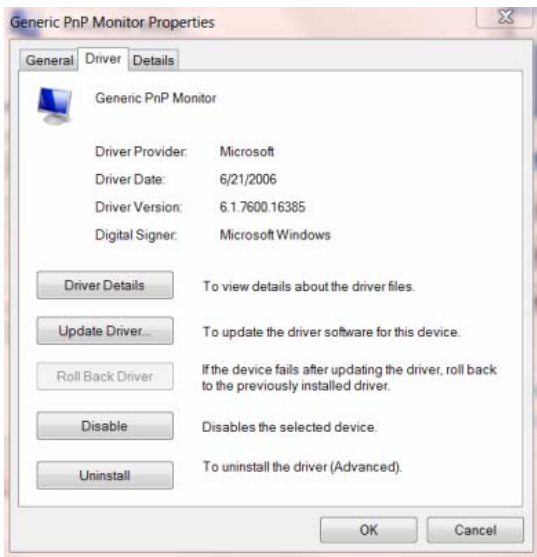 Generic PnP Monitor Properties
General Driver Details
Generic PnP Monitor
Driver Provider: Microsoft
Driver Date: 6/21/2006
Driver Version: 6.1.7600.16385
Digital Signer: Microsoft Windows
Driver Details To view details about the driver files.
Update Driver... To update the driver software for this device.
Roll Back Driver If the device fails after updating the driver, roll back
to the previously installed driver.
Disable Disables the selected device.
Uninstall To uninstall the driver (Advanced).
OK Cancel